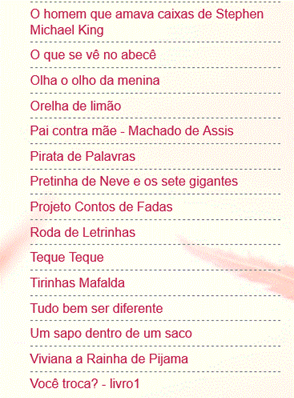 O homem que amava caixas de Stephen
Michael King
O que se vê no abecê
Olha o olho da menina
Orelha de limão
Pai contra mãe - Machado de Assis
Pirata de Palavras
Pretinha de Neve e os sete gigantes
Projeto Contos de Fadas
Roda de Letrinhas
Teque Teque
Tirinhas Mafalda
Tudo bem ser diferente
Um sapo dentro de um saco
Viviana a Rainha de Pijama
Você troca? - livro1